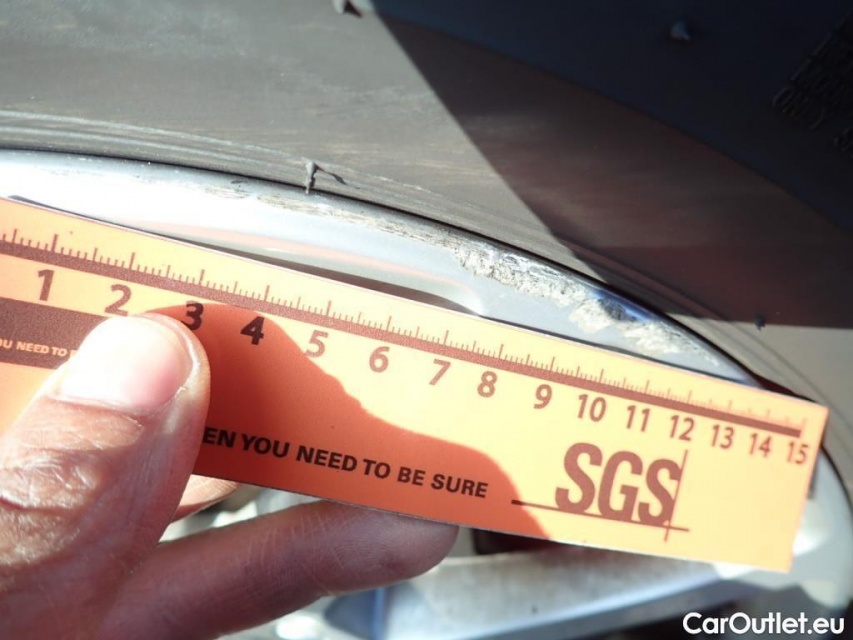 1 2 3 4 5 6 7 8 9 10 11 12 13 14 15
OU NEED TO
EN YOU NEED TO BE SURE
SGS
CarOutlet.eu